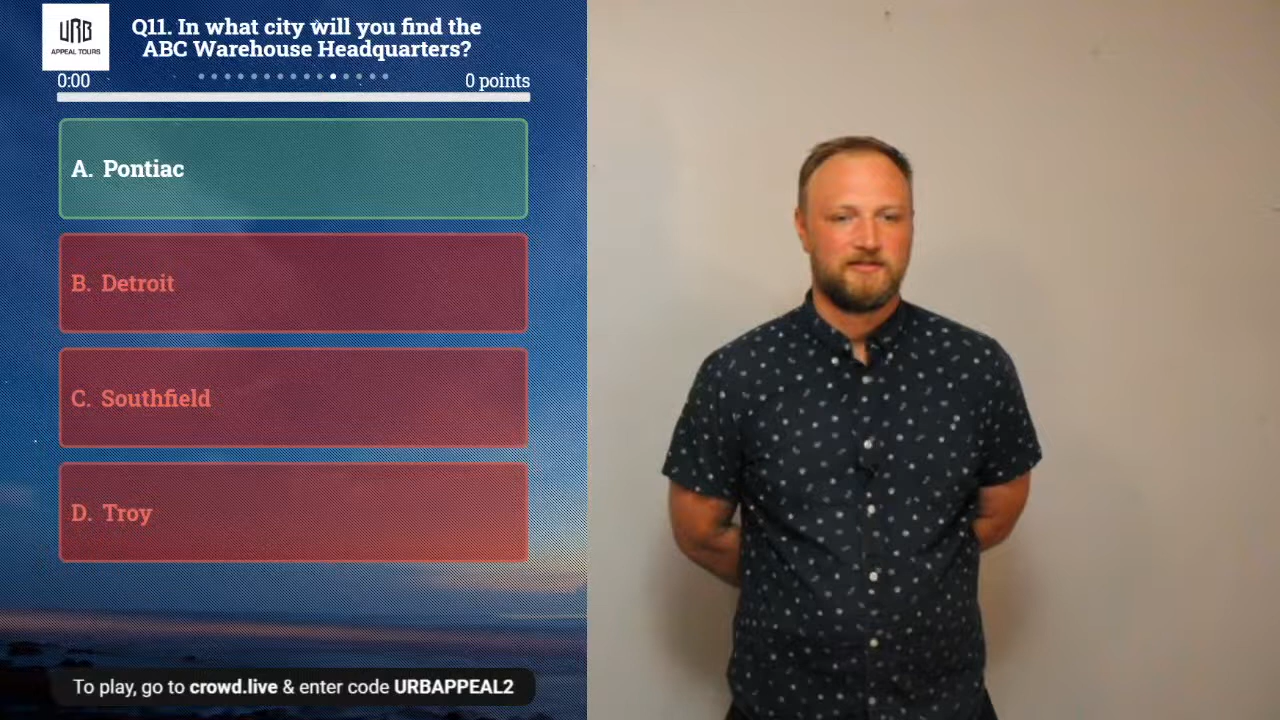 URB
APPEAL TOURS
Q11. In what city will you find the
ABC Warehouse Headquarters?
0:00
0 points
A. Pontiac
B. Detroit
C. Southfield
D. Troy
To play, go to crowd.live & enter code URBAPPEAL2